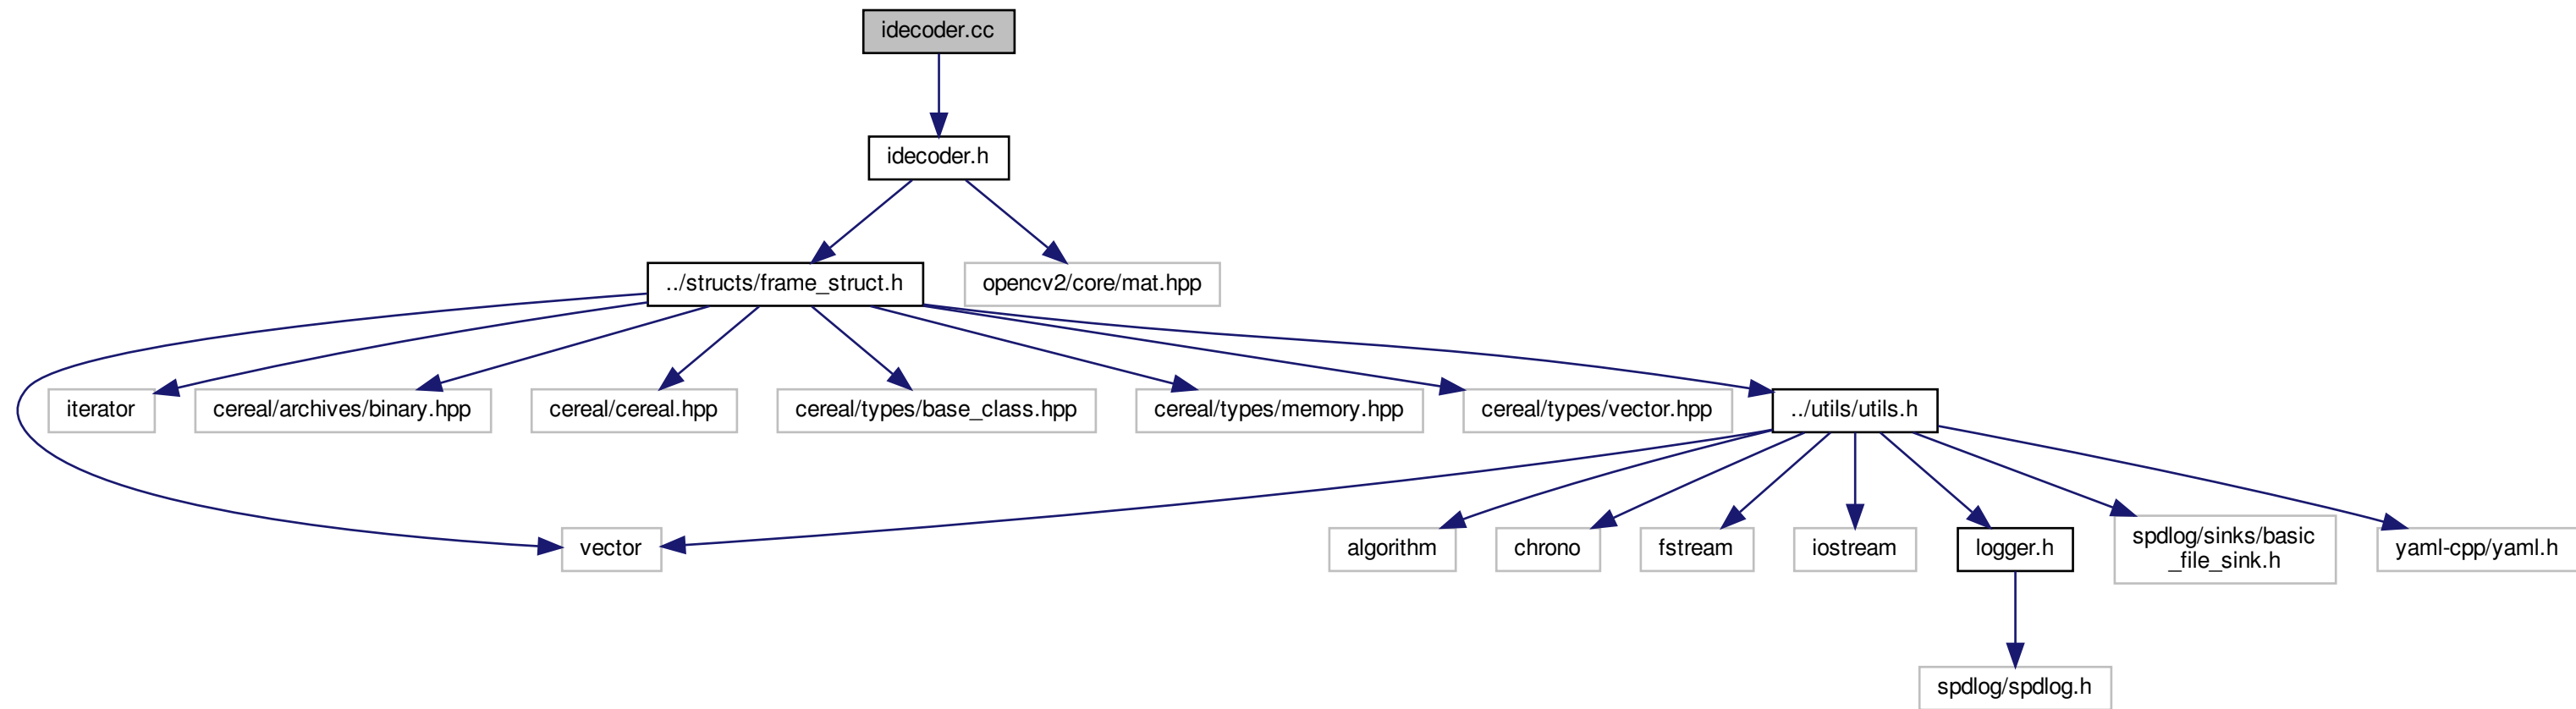 idecoder.cc
idecoder.h
../structs/frame_struct.h
opencv2/core/mat.hpp
iterator
cereal/archives/binary.hpp
cereal/cereal.hpp
cereal/types/base_class.hpp
cereal/types/memory.hpp
cereal/types/vector.hpp
../utils/utils.h
vector
algorithm
chrono
fstream
iostream
logger.h
spdlog/sinks/basic
_file_sink.h
yaml-cpp/yaml.h
spdlog/spdlog.h